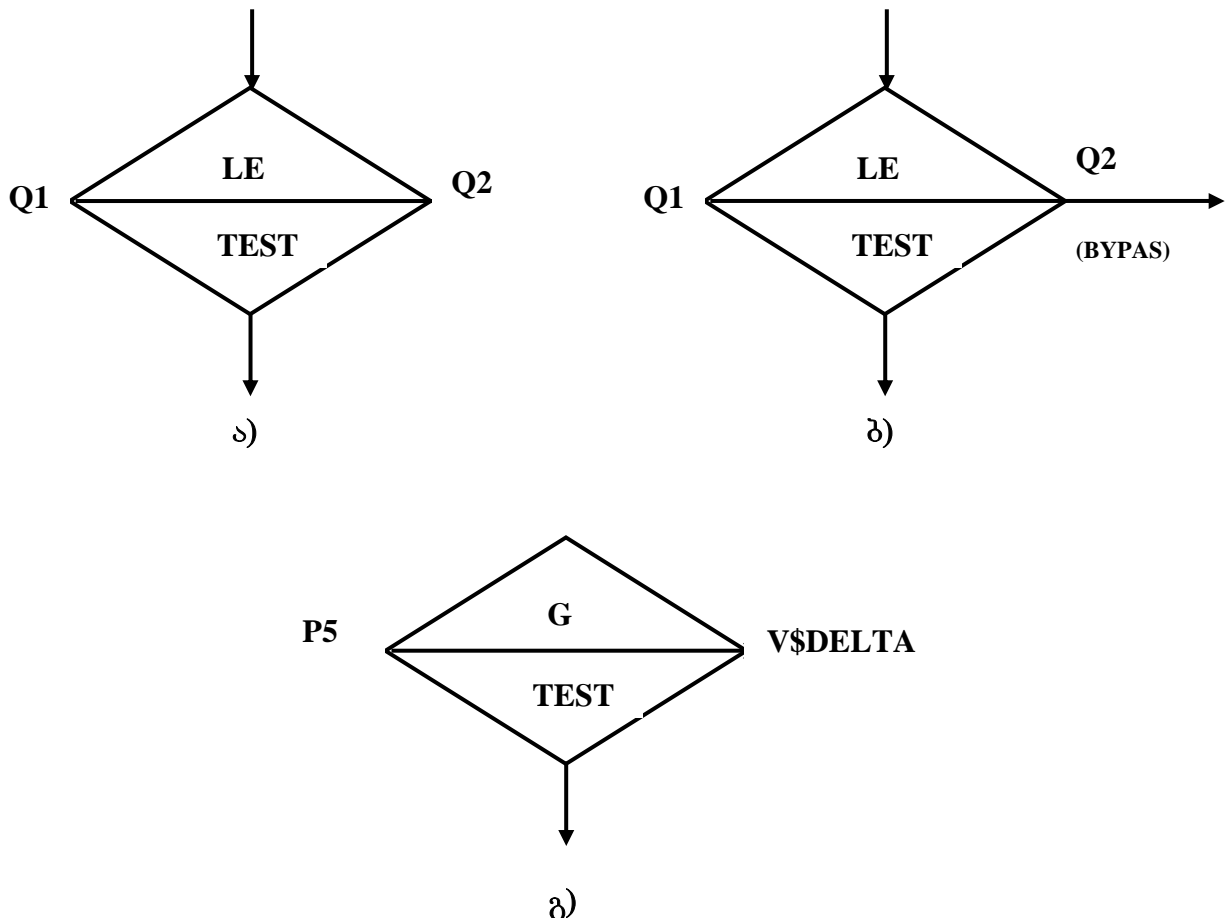 LE
Q1
Q2
TEST
ა)
LE
Q1
Q2
TEST
(BYPAS)
ბ)
G
P5
V$DELTA
TEST
გ)